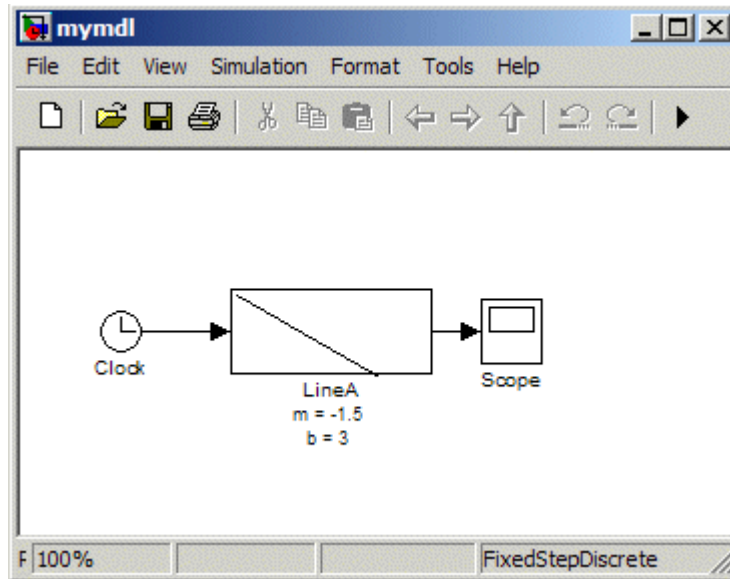 mymdl
File Edit View Simulation Format Tools Help
Clock
LineA
m = -1.5
b = 3
Scope
F 100% FixedStepDiscrete